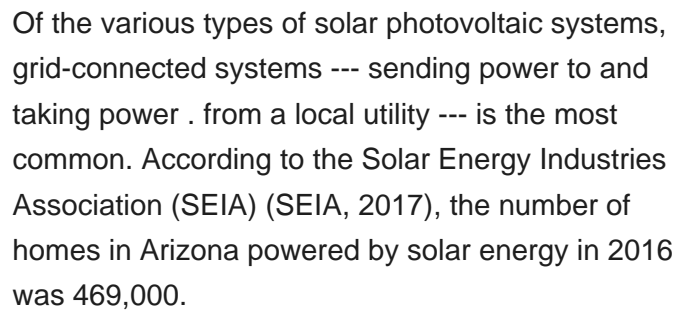 Of the various types of solar photovoltaic systems,
grid-connected systems --- sending power to and
taking power . from a local utility --- is the most
common. According to the Solar Energy Industries
Association (SEIA) (SEIA, 2017), the number of
homes in Arizona powered by solar energy in 2016
was 469,000.